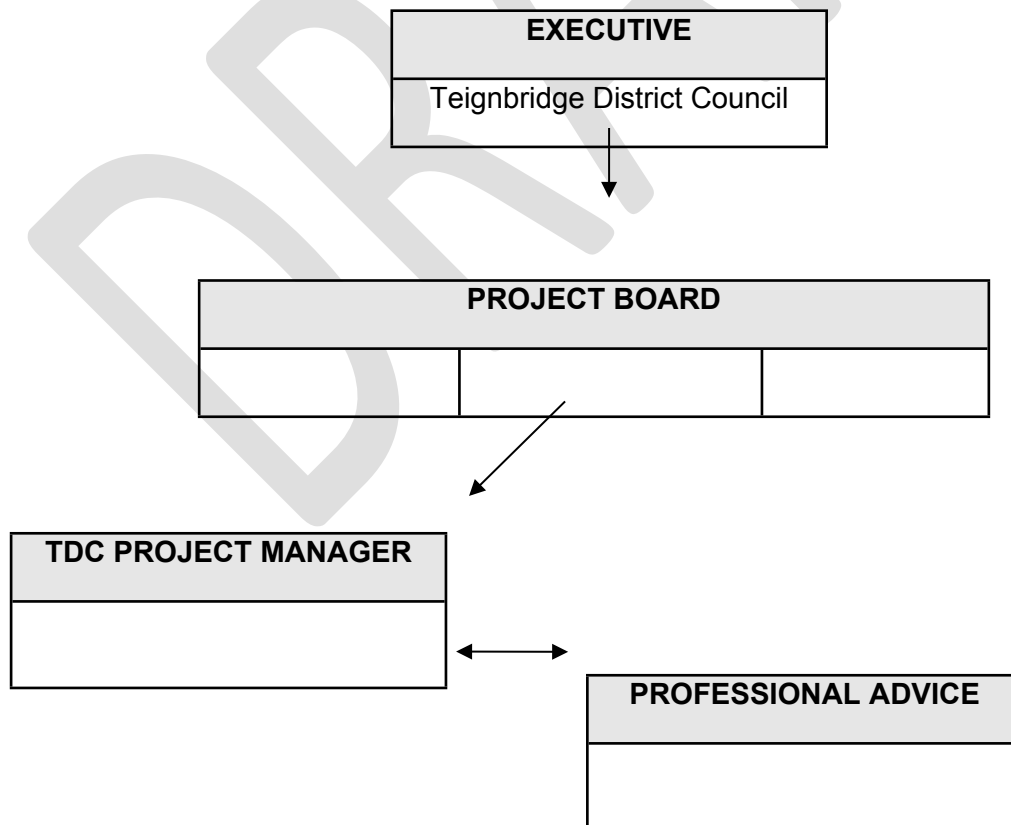 EXECUTIVE
Teignbridge District Council
PROJECT BOARD
TDC PROJECT MANAGER
PROFESSIONAL ADVICE